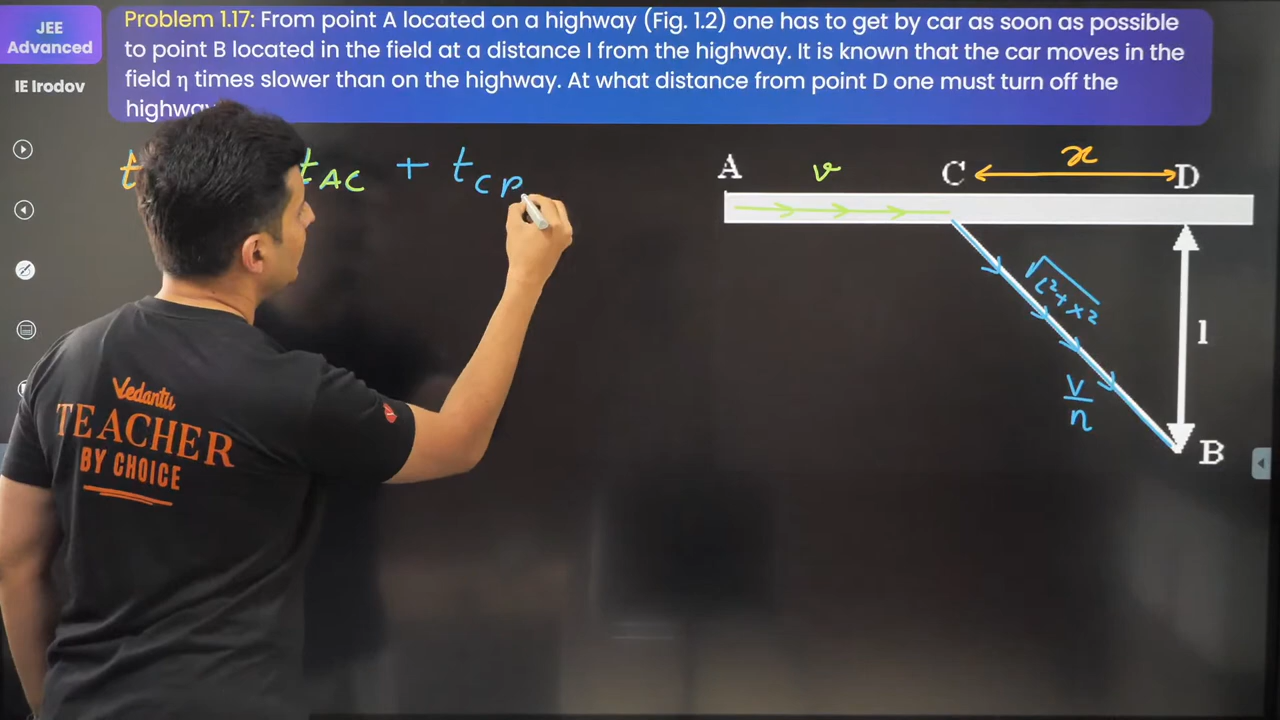 JEE
Advanced
IE Irodov
Problem 1.17: From point A located on a highway (Fig. 1.2) one has to get by car as soon as possible
to point B located in the field at a distance l from the highway. It is known that the car moves in the
field η times slower than on the highway. At what distance from point D one must turn off the
highway
t t_AC + t_CB
A v C x D
√l²+x²
l
v/n
B
Vedantu
TEACHER
BY CHOICE